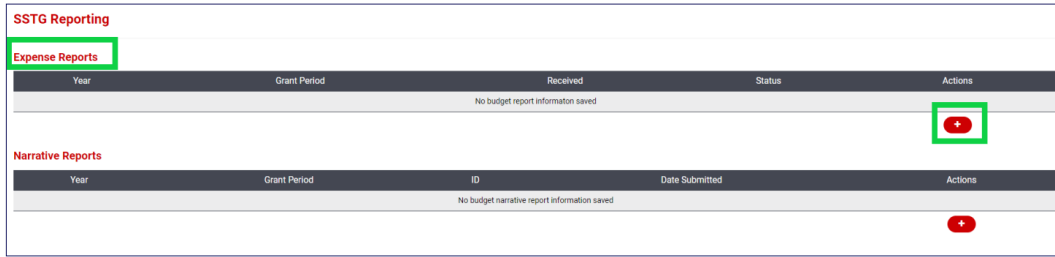 SSTG Reporting
Expense Reports
Year Grant Period Received Status Actions
No budget report informaton saved
+
Narrative Reports
Year Grant Period ID Date Submitted Actions
No budget narrative report information saved
+